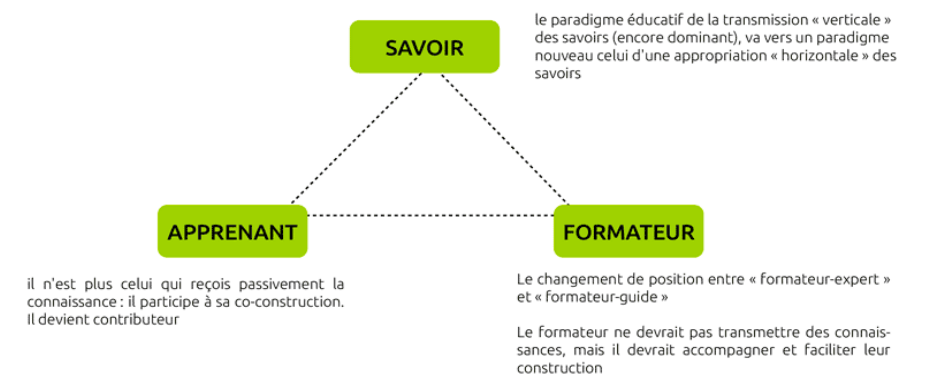 SAVOIR
le paradigme éducatif de la transmission « verticale »
des savoirs (encore dominant), va vers un paradigme
nouveau celui d'une appropriation « horizontale » des
savoirs
APPRENANT
FORMATEUR
il n'est plus celui qui reçois passivement la
connaissance : il participe à sa co-construction.
Il devient contributeur
Le changement de position entre « formateur-expert »
et « formateur-guide »
Le formateur ne devrait pas transmettre des connais-
sances, mais il devrait accompagner et faciliter leur
construction